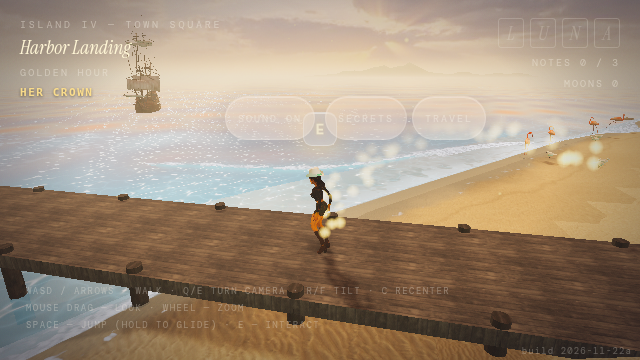 ISLAND IV — TOWN SQUARE
Harbor Landing
GOLDEN HOUR
HER CROWN
LUNA
NOTES 0 / 3
MOONS 0
SOUND ON
SECRETS
TRAVEL
E
WASD / ARROWS — WALK · Q/E TURN CAMERA · R/F TILT · C RECENTER
MOUSE DRAG — LOOK · WHEEL — ZOOM
SPACE — JUMP (HOLD TO GLIDE) · E — INTERACT
build 2026-11-22a